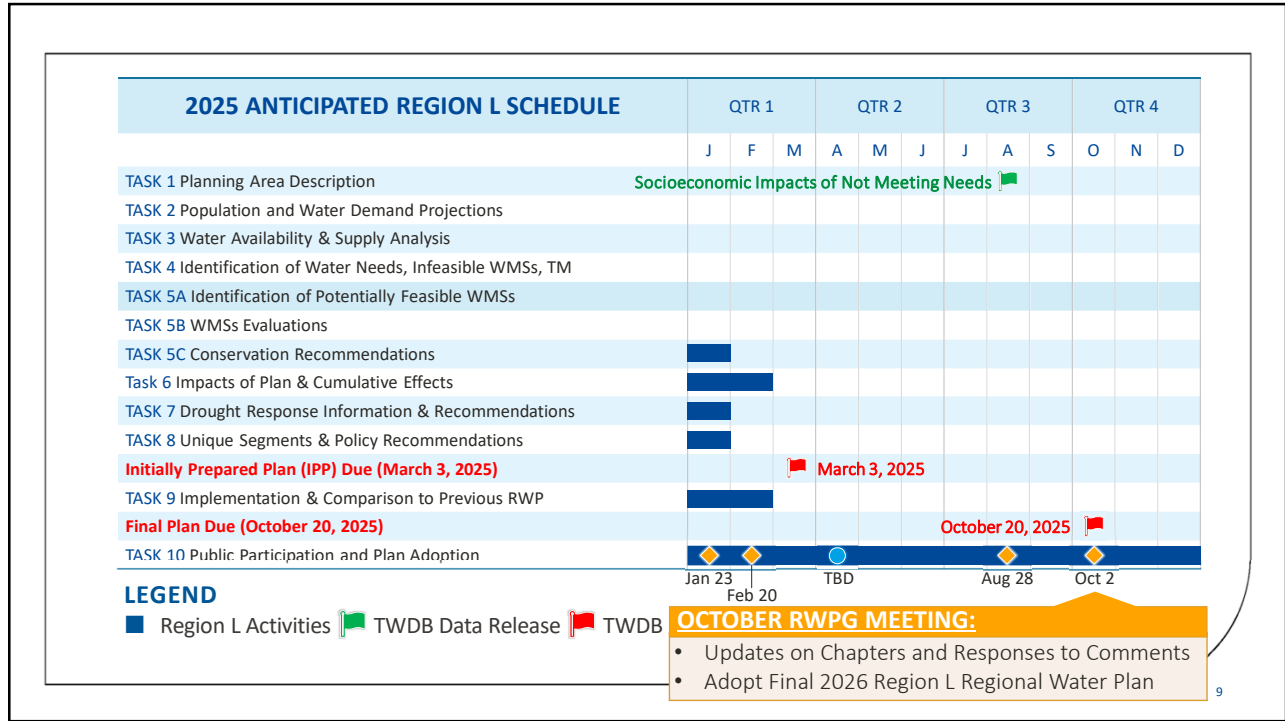 2025 ANTICIPATED REGION L SCHEDULE QTR 1 QTR 2 QTR 3 QTR 4
J F M A M J J A S O N D
TASK 1 Planning Area Description Socioeconomic Impacts of Not Meeting Needs
TASK 2 Population and Water Demand Projections
TASK 3 Water Availability & Supply Analysis
TASK 4 Identification of Water Needs, Infeasible WMSs, TM
TASK 5A Identification of Potentially Feasible WMSs
TASK 5B WMSs Evaluations
TASK 5C Conservation Recommendations
Task 6 Impacts of Plan & Cumulative Effects
TASK 7 Drought Response Information & Recommendations
TASK 8 Unique Segments & Policy Recommendations
Initially Prepared Plan (IPP) Due (March 3, 2025) March 3, 2025
TASK 9 Implementation & Comparison to Previous RWP
Final Plan Due (October 20, 2025) October 20, 2025
TASK 10 Public Participation and Plan Adoption
Jan 23 Feb 20 TBD Aug 28 Oct 2
LEGEND
Region L Activities TWDB Data Release TWDB
OCTOBER RWPG MEETING:
• Updates on Chapters and Responses to Comments
• Adopt Final 2026 Region L Regional Water Plan
9